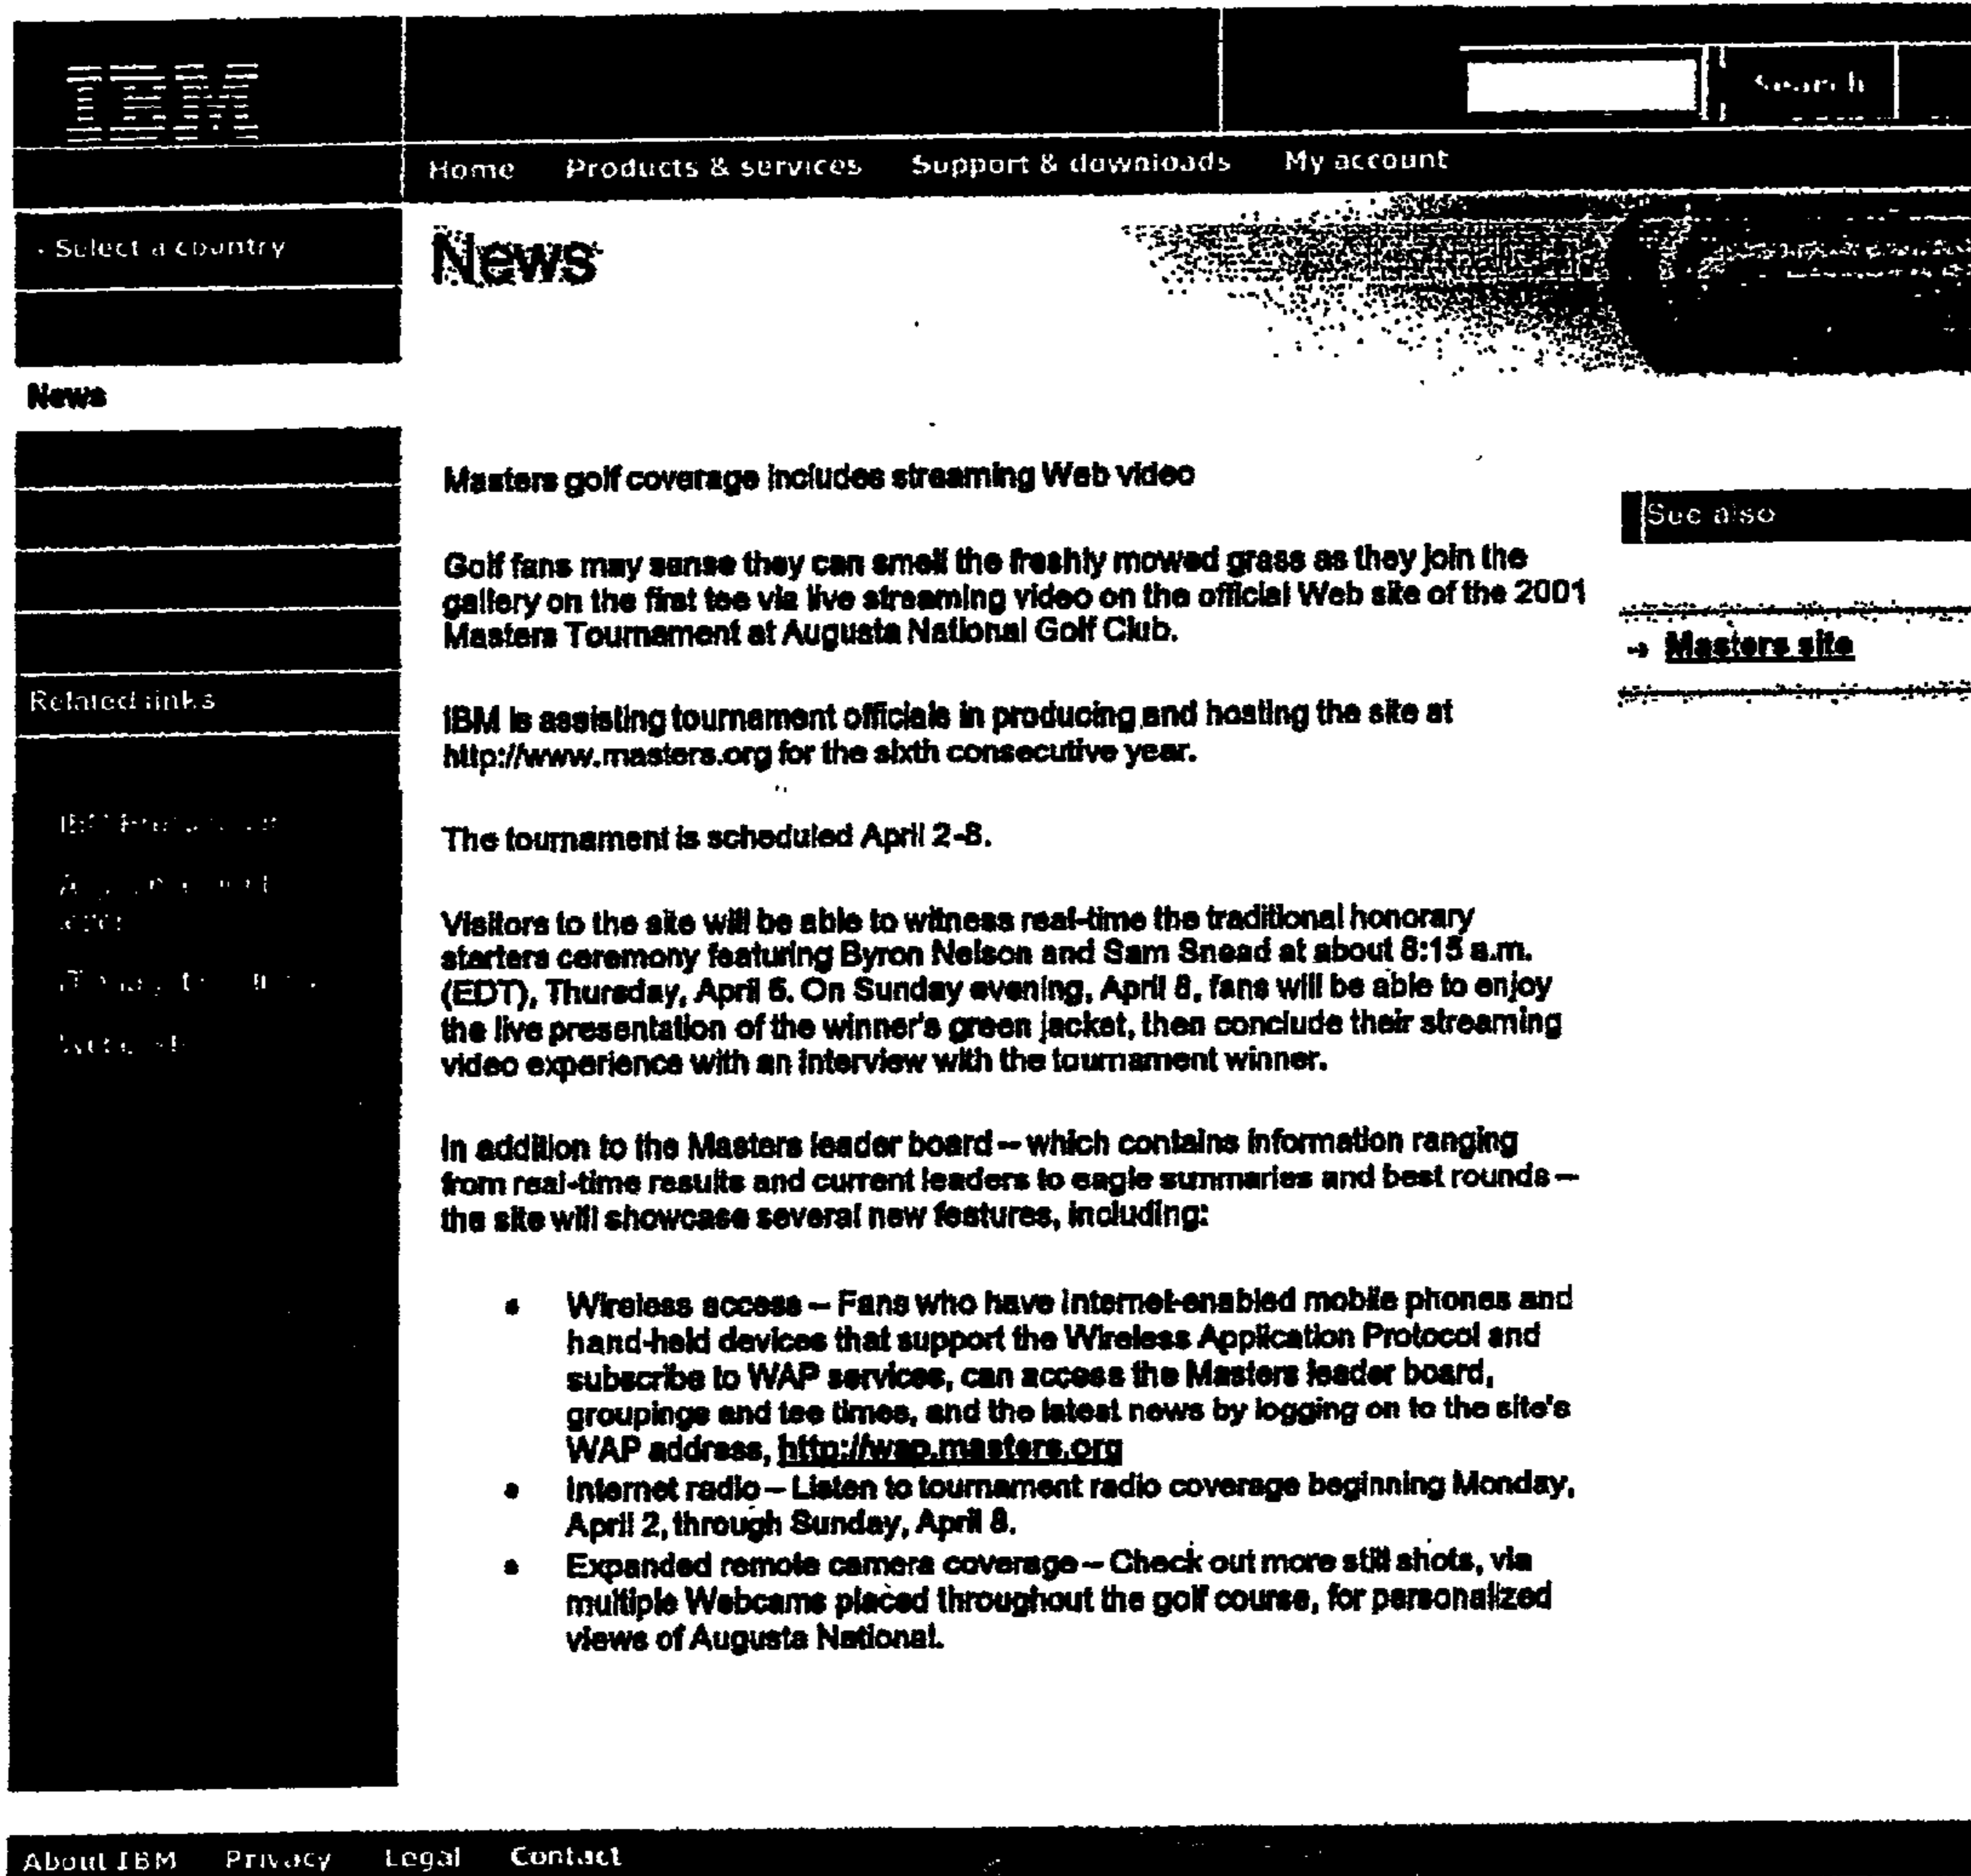 IBM
Search
Home Products & services Support & downloads My account
Select a country
News
News
Masters golf coverage includes streaming Web video
See also
Golf fans may sense they can smell the freshly mowed grass as they join the
gallery on the first tee via live streaming video on the official Web site of the 2001
Masters Tournament at Augusta National Golf Club.
→ Masters site
Related links
IBM is assisting tournament officials in producing and hosting the site at
http://www.masters.org for the sixth consecutive year.
The tournament is scheduled April 2-8.
Visitors to the site will be able to witness real-time the traditional honorary
starters ceremony featuring Byron Nelson and Sam Snead at about 8:15 a.m.
(EDT), Thursday, April 5. On Sunday evening, April 8, fans will be able to enjoy
the live presentation of the winner's green jacket, then conclude their streaming
video experience with an interview with the tournament winner.
In addition to the Masters leader board -- which contains information ranging
from real-time results and current leaders to eagle summaries and best rounds --
the site will showcase several new features, including:
• Wireless access -- Fans who have Internet-enabled mobile phones and
hand-held devices that support the Wireless Application Protocol and
subscribe to WAP services, can access the Masters leader board,
groupings and tee times, and the latest news by logging on to the site's
WAP address, http://wap.masters.org
• Internet radio -- Listen to tournament radio coverage beginning Monday,
April 2, through Sunday, April 8.
• Expanded remote camera coverage -- Check out more still shots, via
multiple Webcams placed throughout the golf course, for personalized
views of Augusta National.
About IBM Privacy Legal Contact